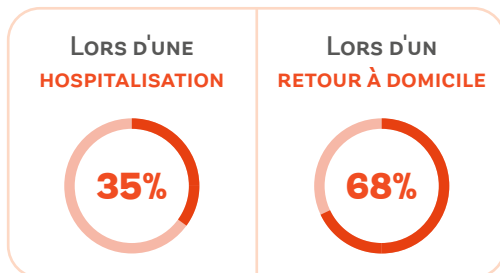 Lors d'une
hospitalisation
35%
Lors d'un
retour à domicile
68%